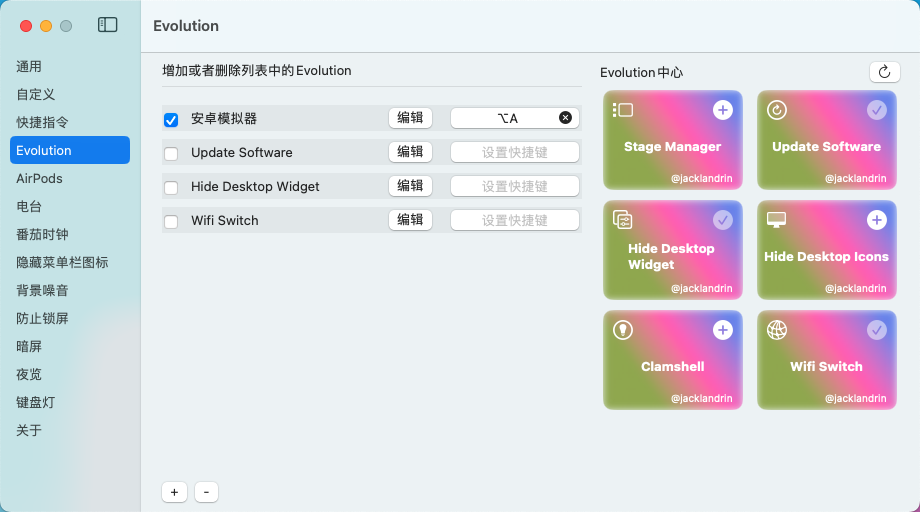 Evolution
通用
自定义
快捷指令
Evolution
AirPods
电台
番茄时钟
隐藏菜单栏图标
背景噪音
防止锁屏
暗屏
夜览
键盘灯
关于
增加或者删除列表中的Evolution
安卓模拟器
编辑
⌥A
Update Software
编辑
设置快捷键
Hide Desktop Widget
编辑
设置快捷键
Wifi Switch
编辑
设置快捷键
+
-
Evolution中心
Stage Manager
@jacklandrin
Update Software
@jacklandrin
Hide Desktop
Widget
@jacklandrin
Hide Desktop Icons
@jacklandrin
Clamshell
@jacklandrin
Wifi Switch
@jacklandrin